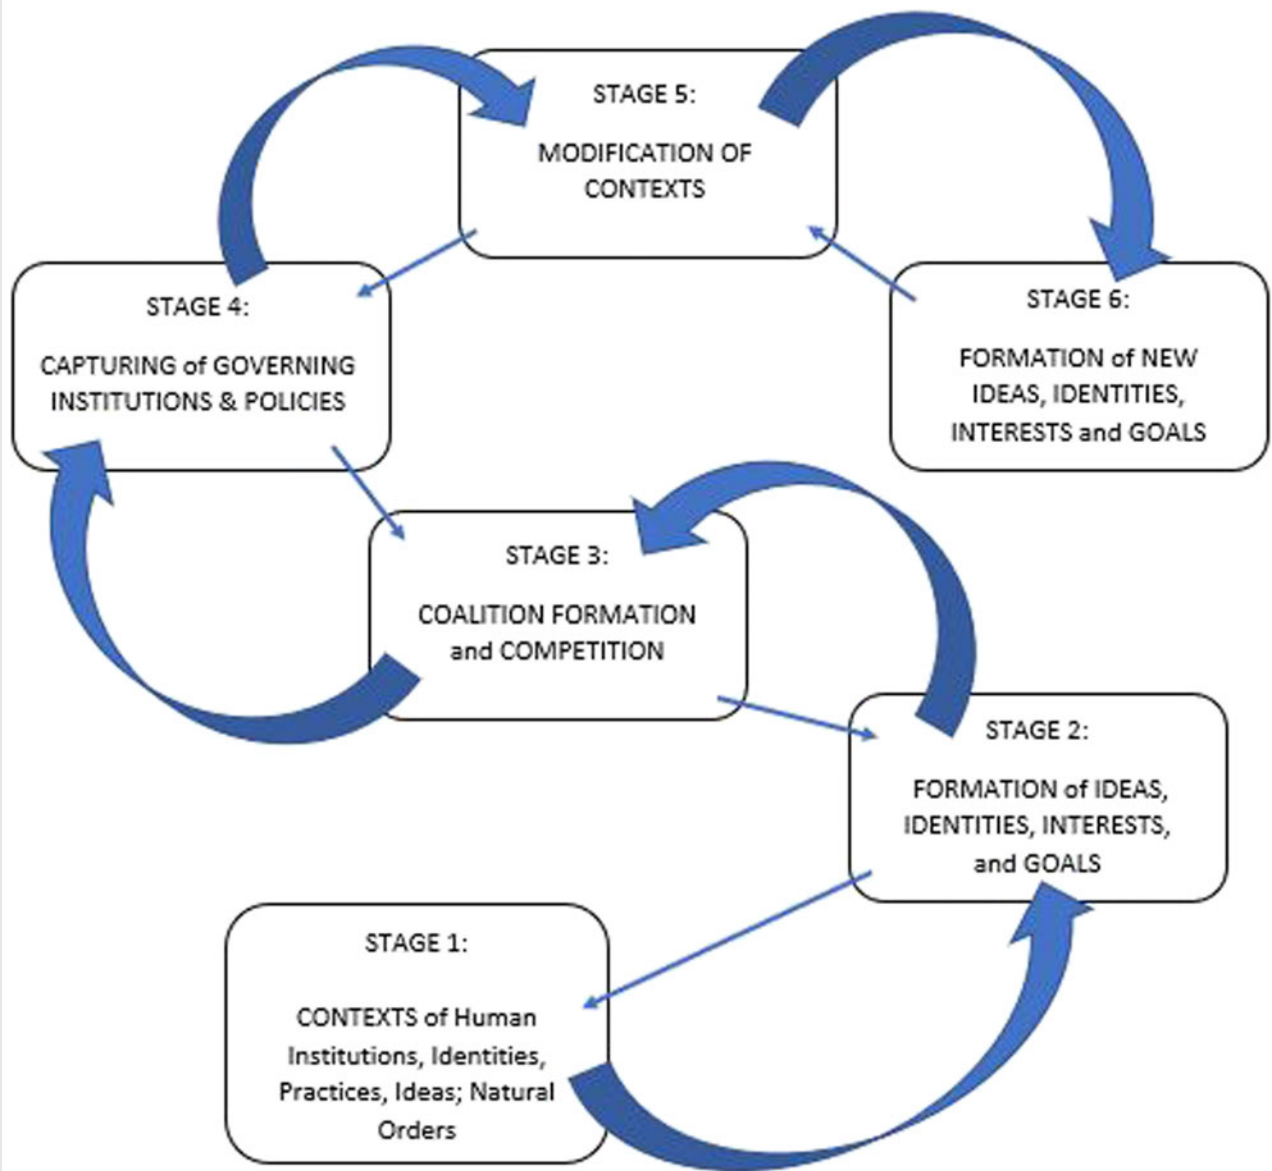 STAGE 5:
MODIFICATION OF
CONTEXTS
STAGE 4:
CAPTURING of GOVERNING
INSTITUTIONS & POLICIES
STAGE 6:
FORMATION of NEW
IDEAS, IDENTITIES,
INTERESTS and GOALS
STAGE 3:
COALITION FORMATION
and COMPETITION
STAGE 2:
FORMATION of IDEAS,
IDENTITIES, INTERESTS,
and GOALS
STAGE 1:
CONTEXTS of Human
Institutions, Identities,
Practices, Ideas; Natural
Orders